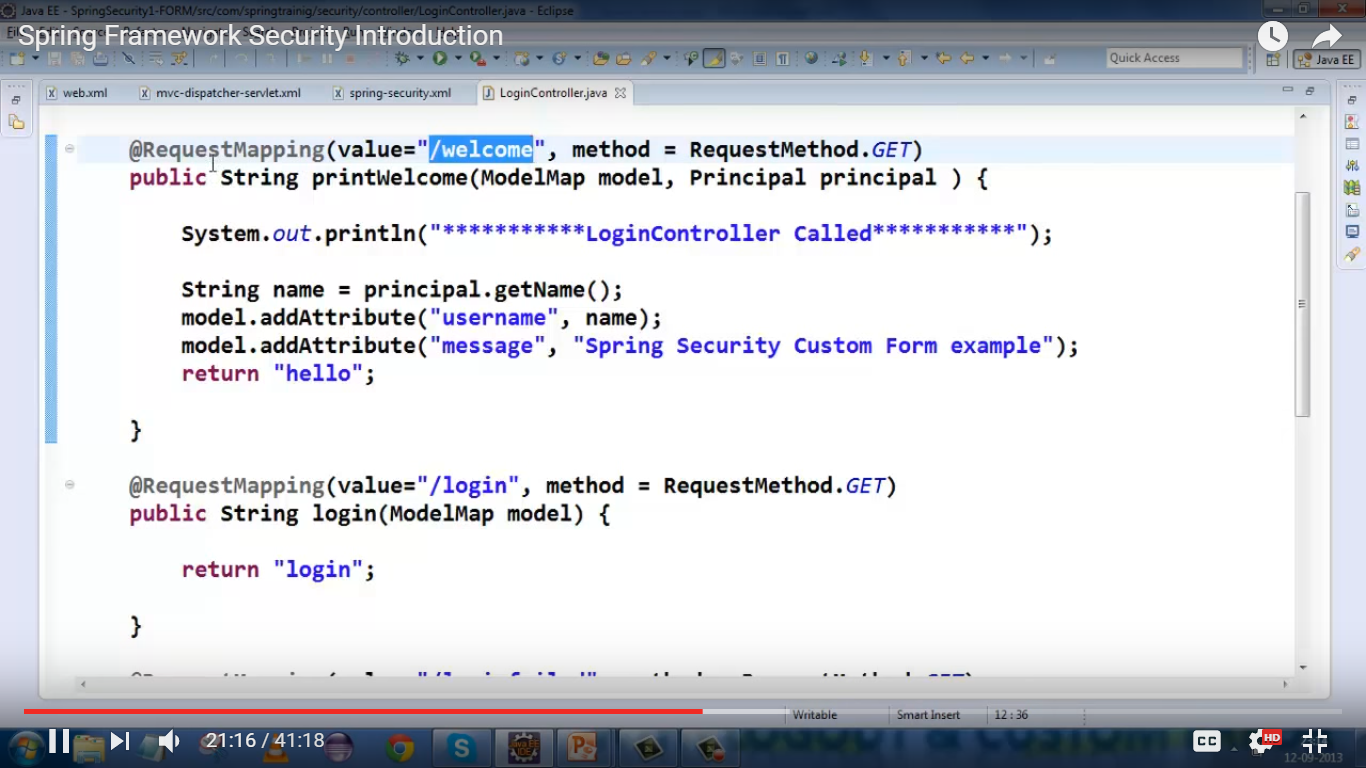 Java EE - SpringSecurity1-FORM/src/com/springtrainig/security/controller/LoginController.java - Eclipse
Spring Framework Security Introduction
Quick Access
Java EE
web.xml
mvc-dispatcher-servlet.xml
spring-security.xml
LoginController.java
@RequestMapping(value="/welcome", method = RequestMethod.GET)
public String printWelcome(ModelMap model, Principal principal ) {
System.out.println("***********LoginController Called***********");
String name = principal.getName();
model.addAttribute("username", name);
model.addAttribute("message", "Spring Security Custom Form example");
return "hello";
}
@RequestMapping(value="/login", method = RequestMethod.GET)
public String login(ModelMap model) {
return "login";
}
Writable
Smart Insert
12 : 36
21:16 / 41:18
CC
HD
12-09-2013